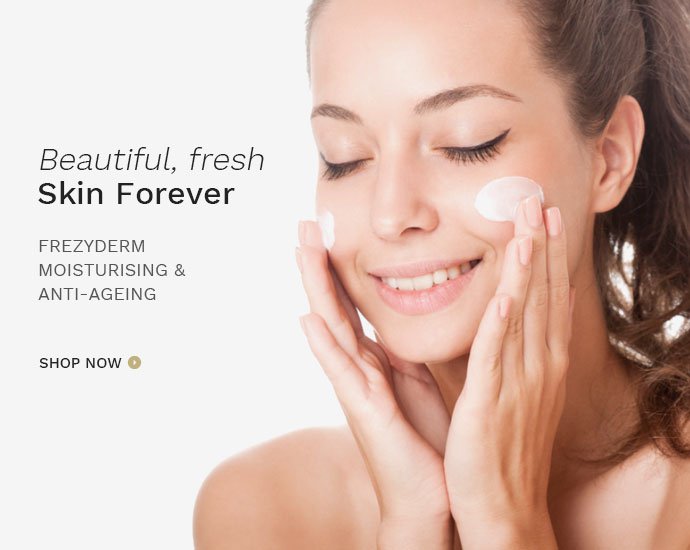 Beautiful, fresh
Skin Forever
FREZYDERM
MOISTURISING &
ANTI-AGEING
SHOP NOW